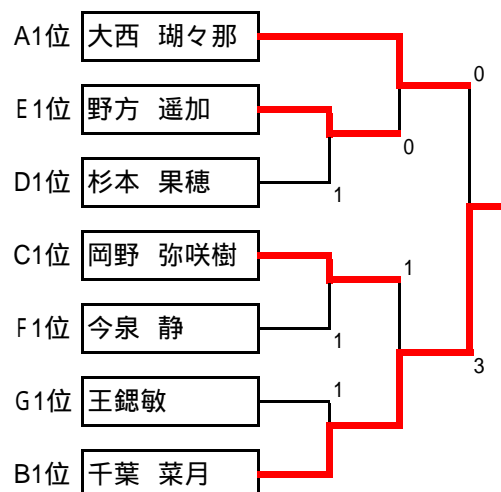 A1位 大西 瑚々那
0
E1位 野方 遥加
0
D1位 杉本 果穂
1
C1位 岡野 弥咲樹
1
F1位 今泉 静
1
3
1
G1位 王鍶敏
B1位 千葉 菜月